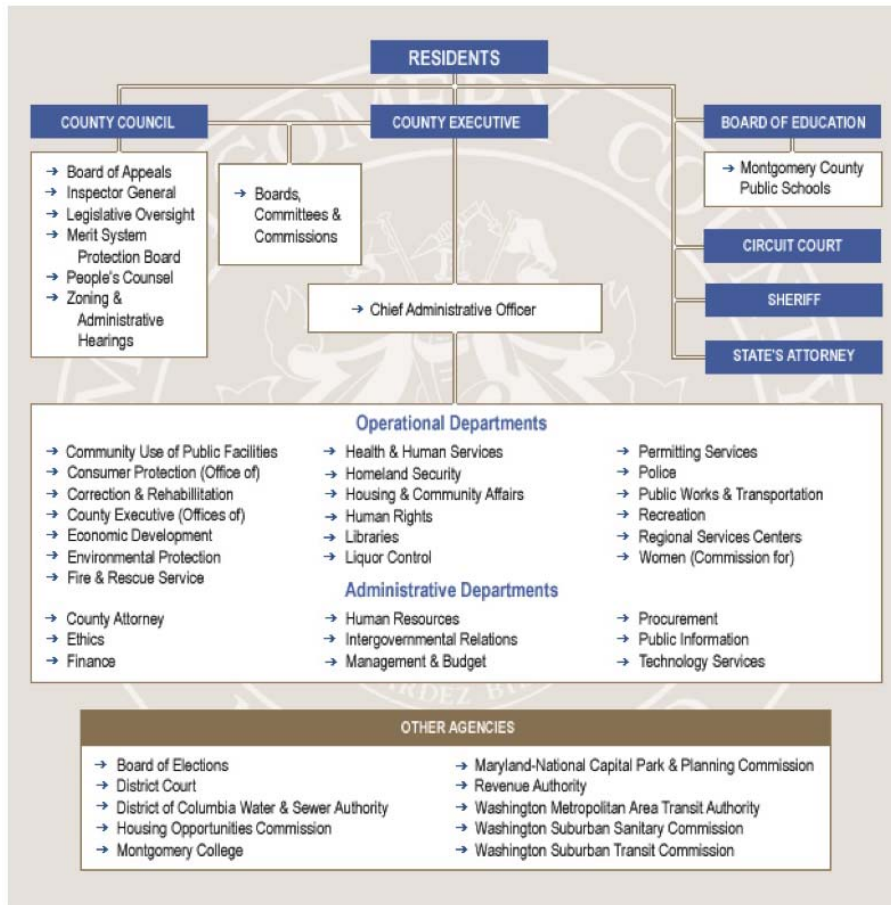 RESIDENTS
COUNTY COUNCIL
COUNTY EXECUTIVE
BOARD OF EDUCATION
→ Board of Appeals
→ Inspector General
→ Legislative Oversight
→ Merit System
Protection Board
→ People's Counsel
→ Zoning &
Administrative
Hearings
→ Boards,
Committees &
Commissions
→ Montgomery County
Public Schools
CIRCUIT COURT
SHERIFF
STATE'S ATTORNEY
→ Chief Administrative Officer
Operational Departments
→ Community Use of Public Facilities
→ Consumer Protection (Office of)
→ Correction & Rehabillitation
→ County Executive (Offices of)
→ Economic Development
→ Environmental Protection
→ Fire & Rescue Service
→ Health & Human Services
→ Homeland Security
→ Housing & Community Affairs
→ Human Rights
→ Libraries
→ Liquor Control
→ Permitting Services
→ Police
→ Public Works & Transportation
→ Recreation
→ Regional Services Centers
→ Women (Commission for)
Administrative Departments
→ County Attorney
→ Ethics
→ Finance
→ Human Resources
→ Intergovernmental Relations
→ Management & Budget
→ Procurement
→ Public Information
→ Technology Services
OTHER AGENCIES
→ Board of Elections
→ District Court
→ District of Columbia Water & Sewer Authority
→ Housing Opportunities Commission
→ Montgomery College
→ Maryland-National Capital Park & Planning Commission
→ Revenue Authority
→ Washington Metropolitan Area Transit Authority
→ Washington Suburban Sanitary Commission
→ Washington Suburban Transit Commission